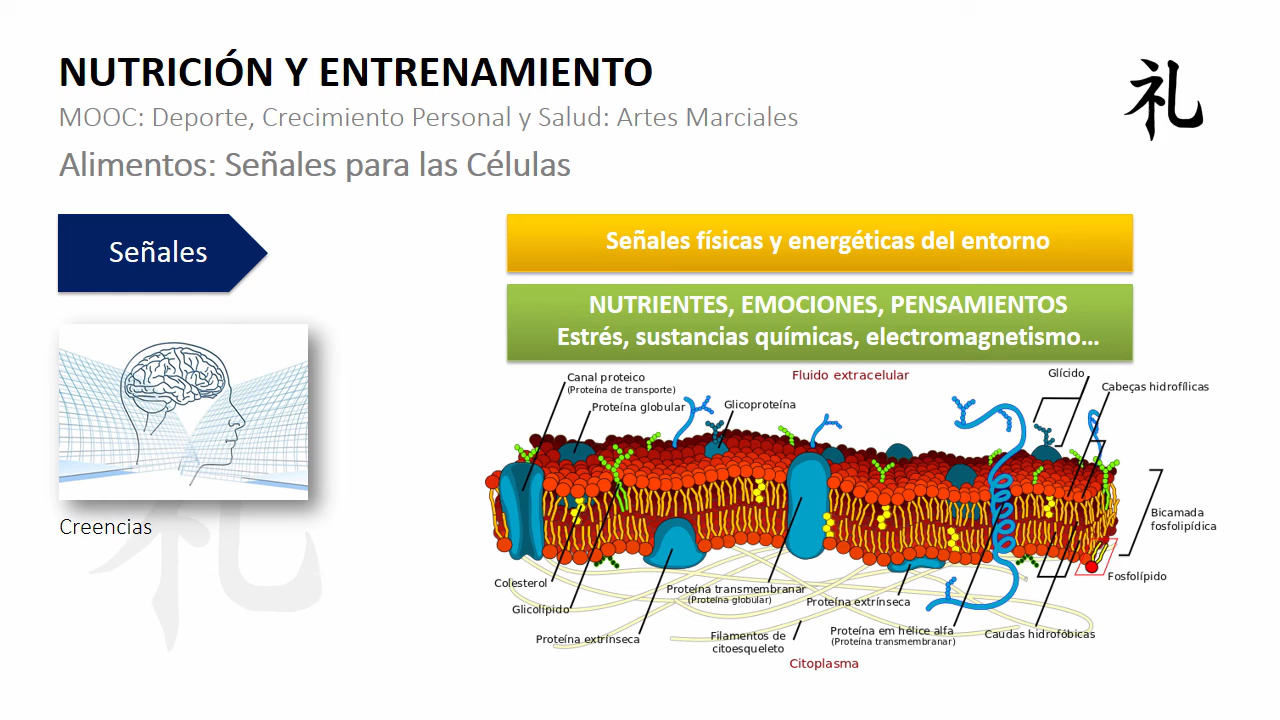 NUTRICIÓN Y ENTRENAMIENTO
MOOC: Deporte, Crecimiento Personal y Salud: Artes Marciales
礼
Alimentos: Señales para las Células
Señales
Creencias
礼
Señales físicas y energéticas del entorno
NUTRIENTES, EMOCIONES, PENSAMIENTOS
Estrés, sustancias químicas, electromagnetismo...
Canal proteico
(Proteína de transporte)
Fluido extracelular
Glícido
Cabeças hidrofílicas
Proteína globular
Glicoproteína
Bicamada
fosfolipídica
Fosfolípido
Colesterol
Proteína transmembranar
(Proteína globular)
Proteína extrínseca
Glicolípido
Proteína extrínseca
Filamentos de
citoesqueleto
Proteína em hélice alfa
(Proteína transmembranar)
Caudas hidrofóbicas
Citoplasma